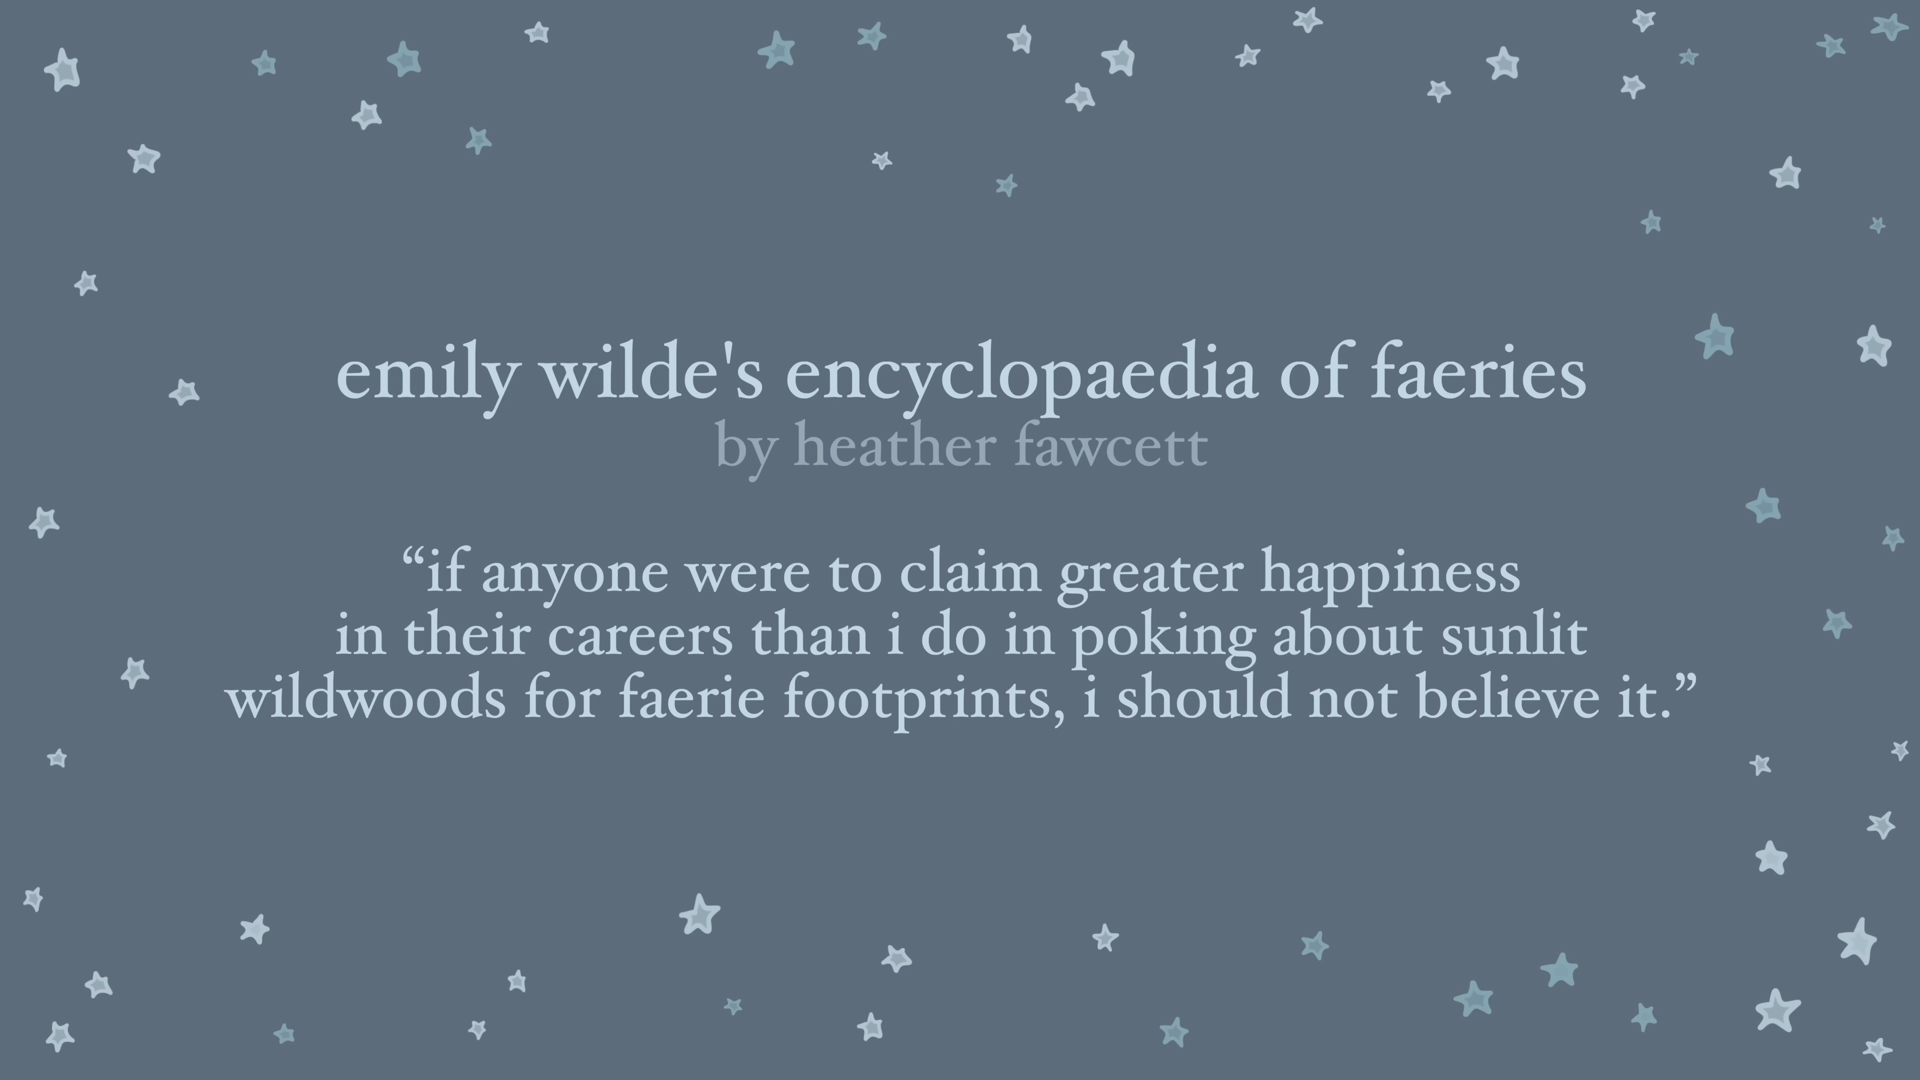 emily wilde's encyclopaedia of faeries
by heather fawcett
“if anyone were to claim greater happiness
in their careers than i do in poking about sunlit
wildwoods for faerie footprints, i should not believe it.”